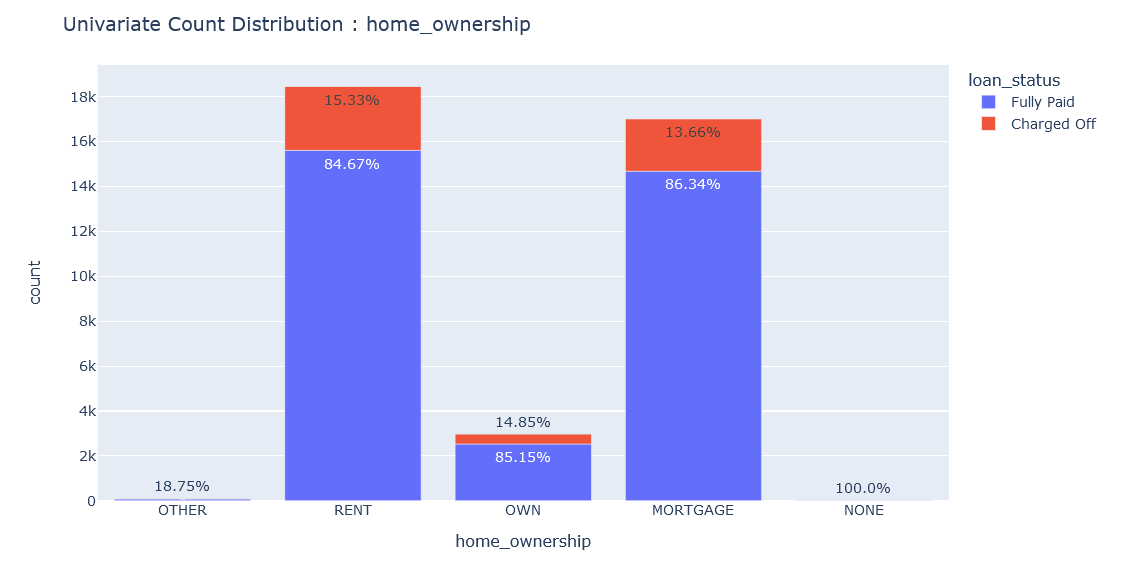 Univariate Count Distribution : home_ownership
loan_status
Fully Paid
Charged Off
18k
16k
14k
12k
10k
8k
6k
4k
2k
0
count
15.33%
84.67%
13.66%
86.34%
14.85%
85.15%
18.75%
100.0%
OTHER
RENT
OWN
MORTGAGE
NONE
home_ownership